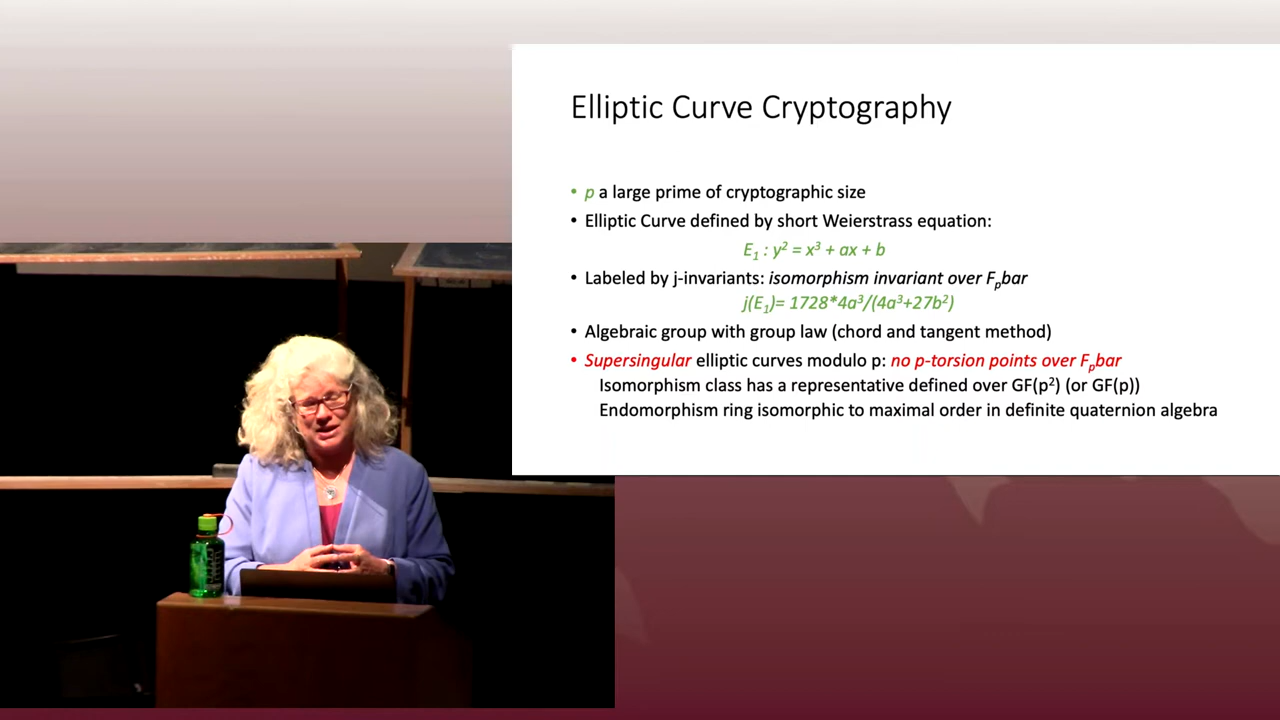 Elliptic Curve Cryptography
• p a large prime of cryptographic size
• Elliptic Curve defined by short Weierstrass equation:
E₁ : y² = x³ + ax + b
• Labeled by j-invariants: isomorphism invariant over Fₚbar
j(E₁)= 1728*4a³/(4a³+27b²)
• Algebraic group with group law (chord and tangent method)
• Supersingular elliptic curves modulo p: no p-torsion points over Fₚbar
Isomorphism class has a representative defined over GF(p²) (or GF(p))
Endomorphism ring isomorphic to maximal order in definite quaternion algebra